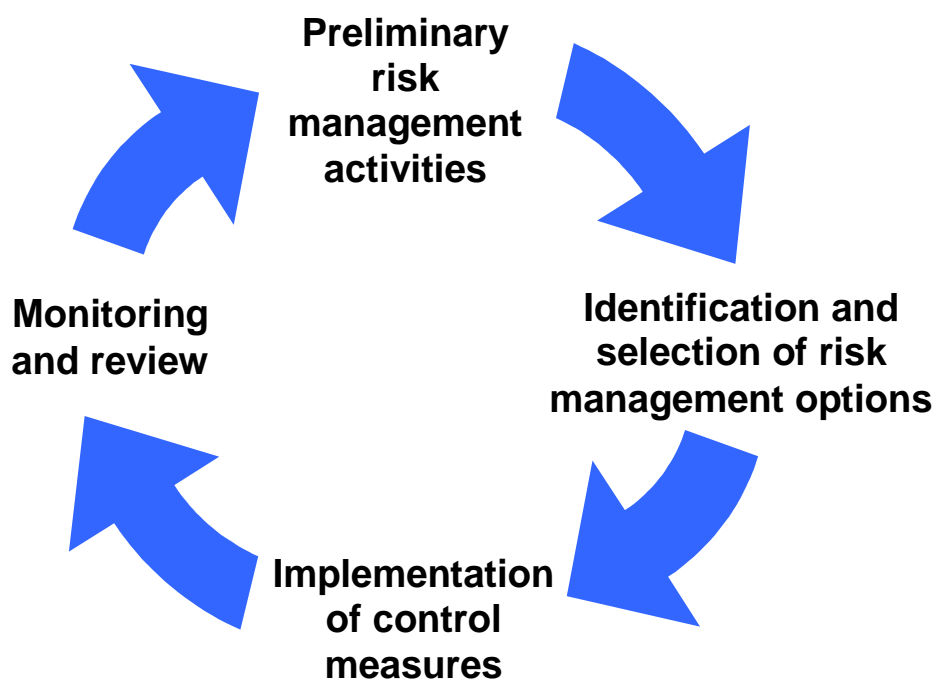 Preliminary
risk
management
activities
Identification and
selection of risk
management options
Implementation
of control
measures
Monitoring
and review